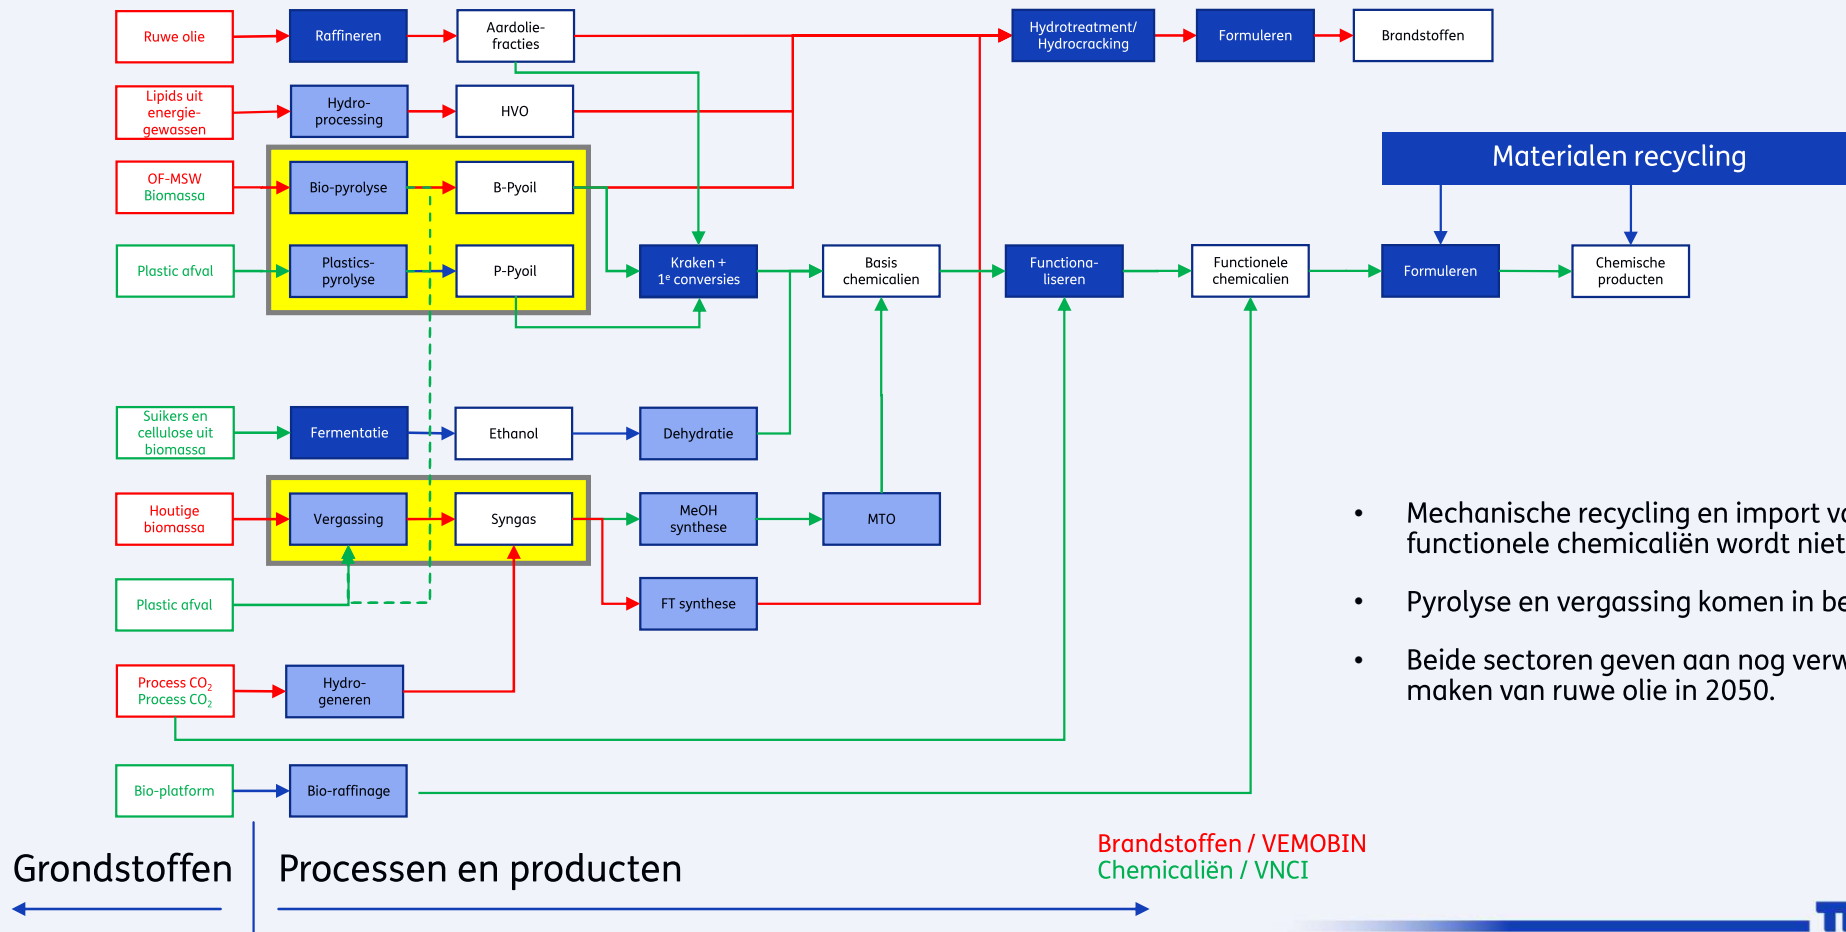 Ruwe olie
Raffineren
Aardolie-
fracties
Hydrotreatment/
Hydrocracking
Formuleren
Brandstoffen
Lipids uit
energie-
gewassen
Hydro-
processing
HVO
Materialen recycling
OF-MSW
Biomassa
Bio-pyrolyse
B-Pyoil
Plastic afval
Plastics-
pyrolyse
P-Pyoil
Kraken +
1e conversies
Basis
chemicalien
Functiona-
liseren
Functionele
chemicalien
Formuleren
Chemische
producten
Suikers en
cellulose uit
biomassa
Fermentatie
Ethanol
Dehydratie
Houtige
biomassa
Vergassing
Syngas
MeOH
synthese
MTO
Plastic afval
FT synthese
Process CO2
Process CO2
Hydro-
generen
Bio-platform
Bio-raffinage
• Mechanische recycling en import
functionele chemicaliën wordt niet
• Pyrolyse en vergassing komen in
• Beide sectoren geven aan nog
maken van ruwe olie in 2050.
Brandstoffen / VEMOBIN
Chemicaliën / VNCI
Grondstoffen
Processen en producten